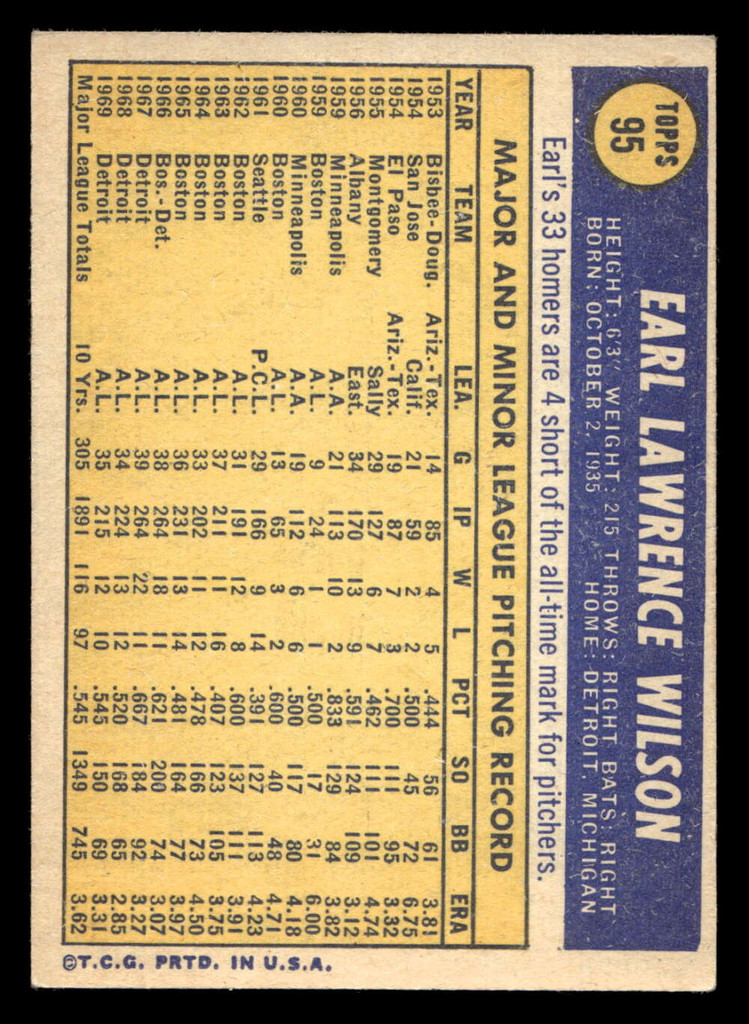 TOPPS
95
EARL LAWRENCE WILSON
HEIGHT: 6'3" WEIGHT: 215 THROWS: RIGHT BATS: RIGHT
BORN: OCTOBER 2, 1935 HOME: DETROIT, MICHIGAN
Earl's 33 homers are 4 short of the all-time mark for pitchers.
MAJOR AND MINOR LEAGUE PITCHING RECORD
YEAR TEAM LEA. G IP W L PCT SO BB ERA
1953 Bisbee-Doug. Ariz.-Tex. 14 85 4 5 .444 56 61 3.81
1954 San Jose Calif. 21 59 2 2 .500 45 72 6.75
1954 El Paso Ariz.-Tex. 19 87 7 3 .700 111 95 3.32
1955 Montgomery Sally 29 127 6 7 .462 111 101 4.74
1956 Albany East. 34 170 13 9 .591 124 109 3.12
1959 Minneapolis A.A. 21 113 10 2 .833 129 84 3.82
1959 Boston A.L. 9 24 1 1 .500 17 31 6.00
1960 Minneapolis A.A. 19 112 6 6 .500 117 80 4.18
1960 Boston A.L. 13 65 3 2 .600 40 48 4.71
1961 Seattle P.C.L. 29 166 9 14 .391 127 113 4.23
1962 Boston A.L. 31 191 12 8 .600 137 111 3.91
1963 Boston A.L. 37 211 11 16 .407 123 105 3.75
1964 Boston A.L. 33 202 11 12 .478 166 73 4.50
1965 Boston A.L. 36 231 13 14 .481 164 77 3.97
1966 Bos.-Det. A.L. 38 264 18 11 .621 200 74 3.07
1967 Detroit A.L. 39 264 22 11 .667 184 92 3.27
1968 Detroit A.L. 34 224 13 12 .520 168 65 2.85
1969 Detroit A.L. 35 215 12 10 .545 150 69 3.31
Major League Totals 10 Yrs. 305 1891 116 97 .545 1349 745 3.62
©T.C.G. PRTD. IN U.S.A.